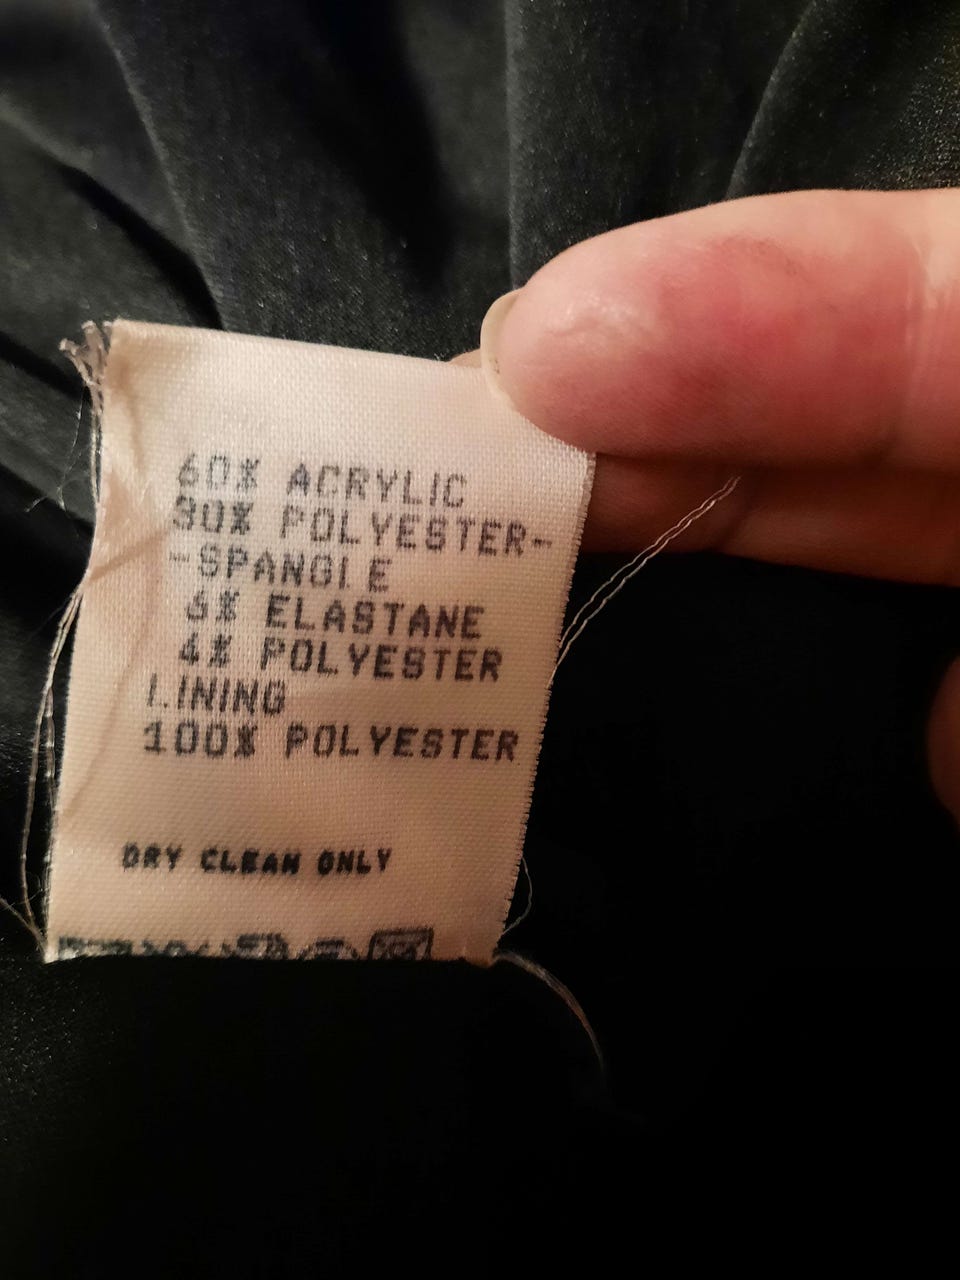 60% ACRYLIC
30% POLYESTER-
-SPANGLE
6% ELASTANE
4% POLYESTER
LINING
100% POLYESTER
DRY CLEAN ONLY